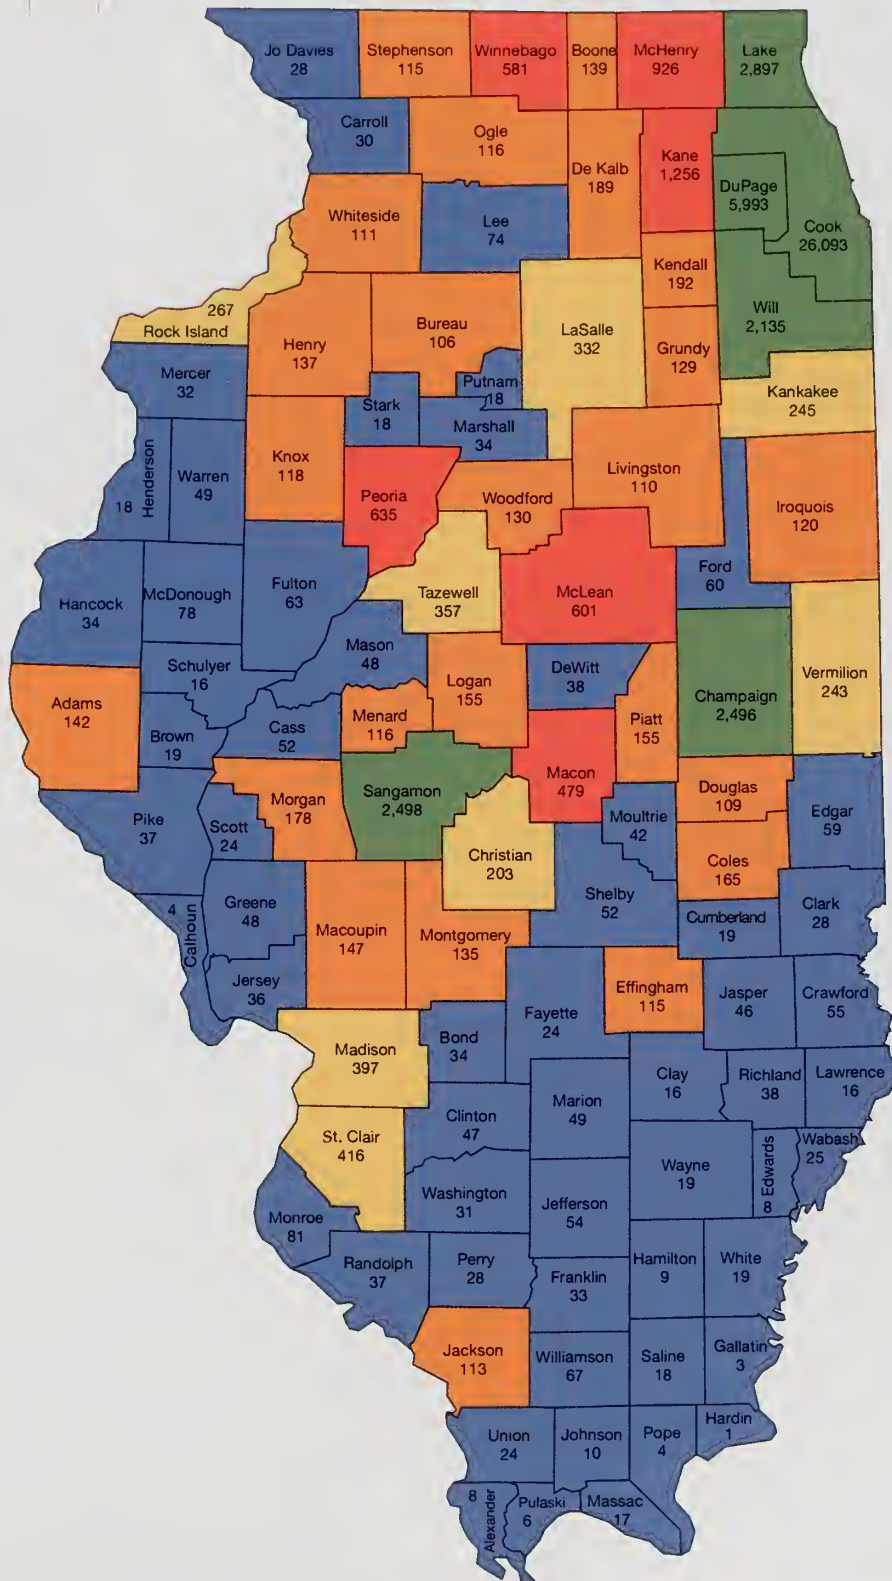 Jo Davies
28
Stephenson
115
Winnebago
581
Boone
139
McHenry
926
Lake
2,897
Carroll
30
Ogle
116
De Kalb
189
Kane
1,256
DuPage
5,993
Cook
26,093
Whiteside
111
Lee
74
Kendall
192
Will
2,135
267
Rock Island
Henry
137
Bureau
106
LaSalle
332
Grundy
129
Kankakee
245
Mercer
32
Stark
18
Putnam
18
Marshall
34
Henderson
18
Warren
49
Knox
118
Peoria
635
Woodford
130
Livingston
110
Iroquois
120
Ford
60
Hancock
34
McDonough
78
Fulton
63
Tazewell
357
McLean
601
Schulyer
16
Mason
48
Logan
155
DeWitt
38
Champaign
2,496
Vermilion
243
Adams
142
Brown
19
Cass
52
Menard
116
Piatt
155
Macon
479
Pike
37
Scott
24
Morgan
178
Sangamon
2,498
Moultrie
42
Douglas
109
Edgar
59
Christian
203
Coles
165
4
Calhoun
Greene
48
Jersey
36
Macoupin
147
Montgomery
135
Shelby
52
Cumberland
19
Clark
28
Fayette
24
Effingham
115
Jasper
46
Crawford
55
Madison
397
Bond
34
Clay
16
Richland
38
Lawrence
16
St. Clair
416
Clinton
47
Marion
49
Wayne
19
Edwards
8
Wabash
25
Monroe
81
Washington
31
Jefferson
54
Randolph
37
Perry
28
Franklin
33
Hamilton
9
White
19
Jackson
113
Williamson
67
Saline
18
Gallatin
3
Union
24
Johnson
10
Pope
4
Hardin
1
8
Alexander
Pulaski
6
Massac
17